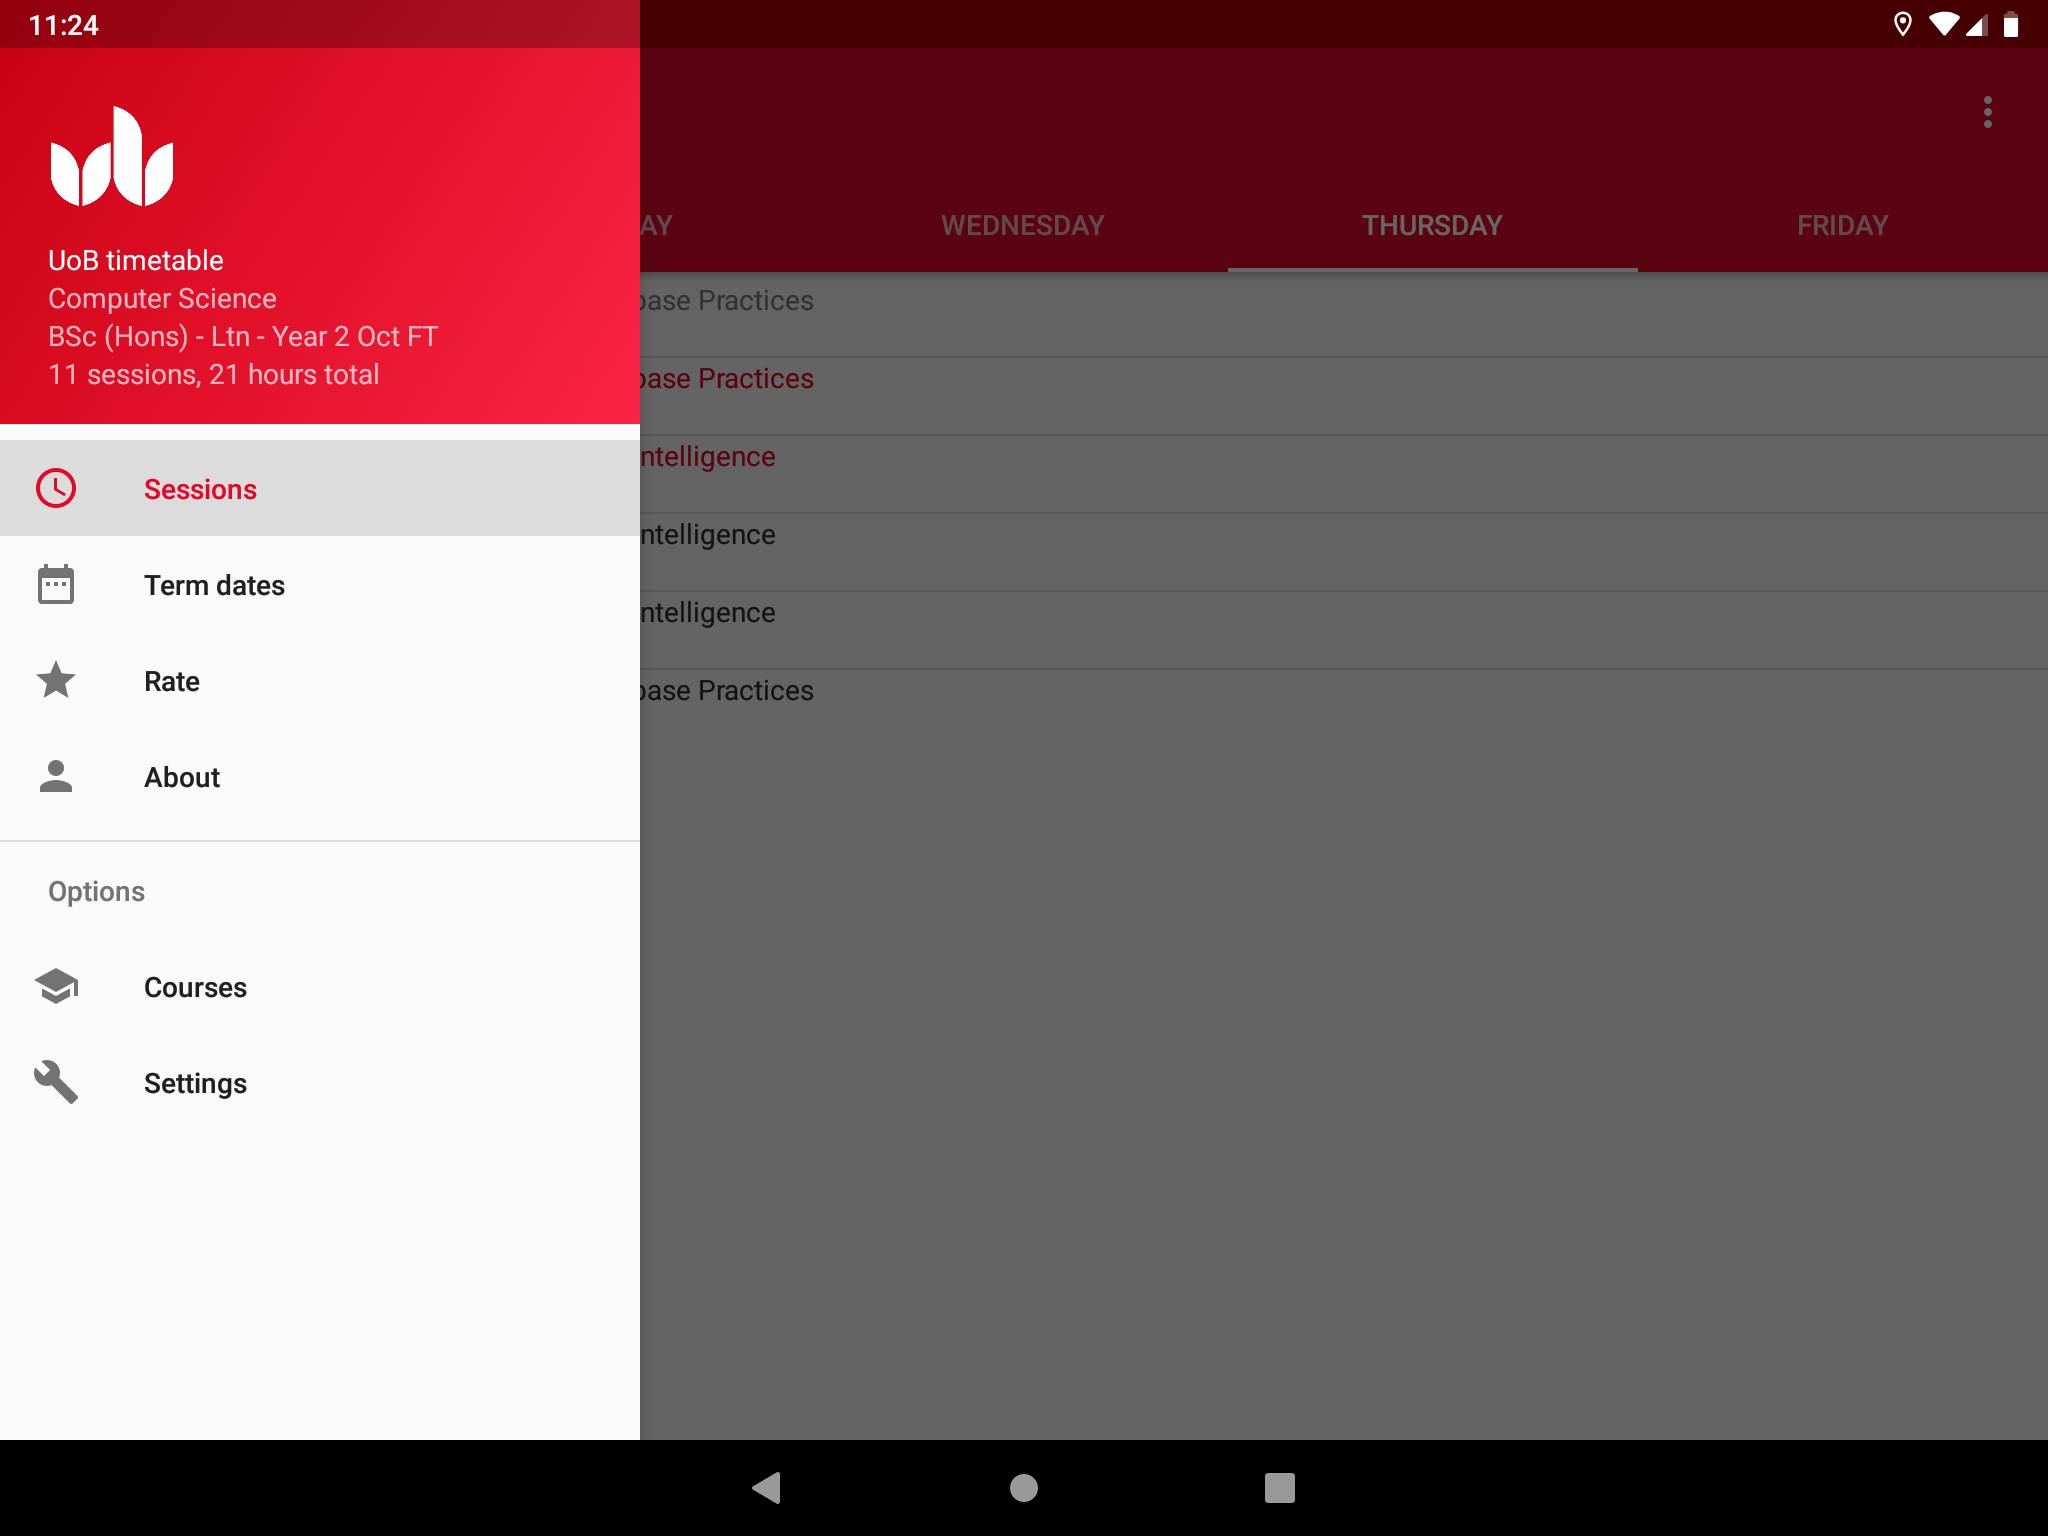 11:24
UoB timetable
Computer Science
BSc (Hons) - Ltn - Year 2 Oct FT
11 sessions, 21 hours total
Sessions
Term dates
Rate
About
Options
Courses
Settings
AY WEDNESDAY THURSDAY FRIDAY
base Practices
base Practices
ntelligence
ntelligence
ntelligence
base Practices